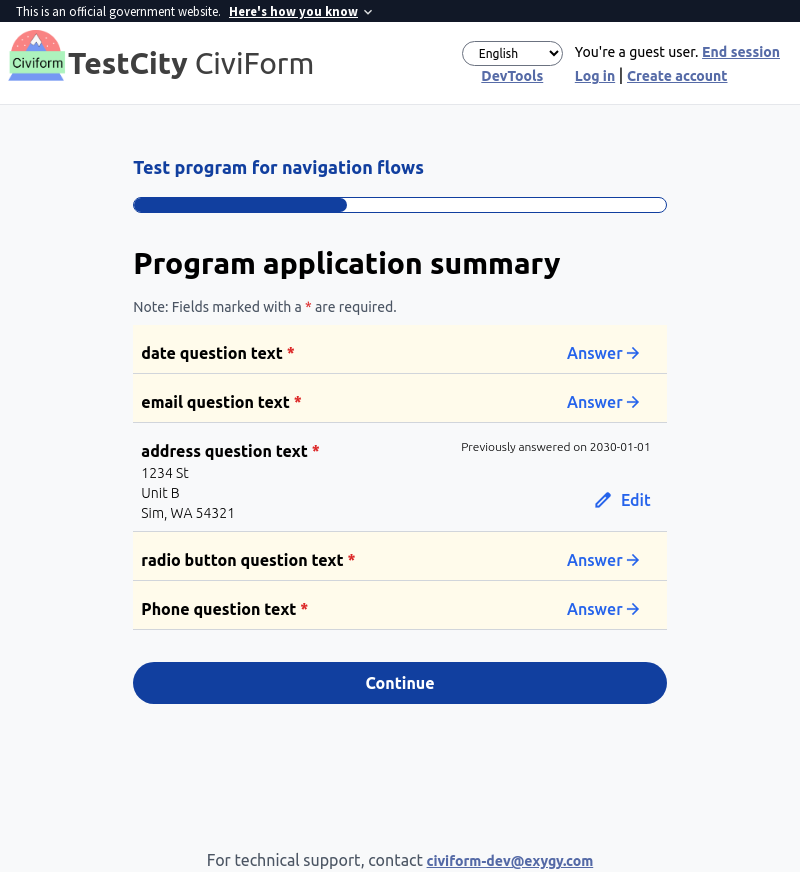 This is an official government website. Here's how you know
Civiform TestCity CiviForm
English
You're a guest user. End session
DevTools
Log in | Create account
Test program for navigation flows
Program application summary
Note: Fields marked with a * are required.
date question text *
Answer
email question text *
Answer
address question text *
Previously answered on 2030-01-01
1234 St
Unit B
Sim, WA 54321
Edit
radio button question text *
Answer
Phone question text *
Answer
Continue
For technical support, contact civiform-dev@exygy.com